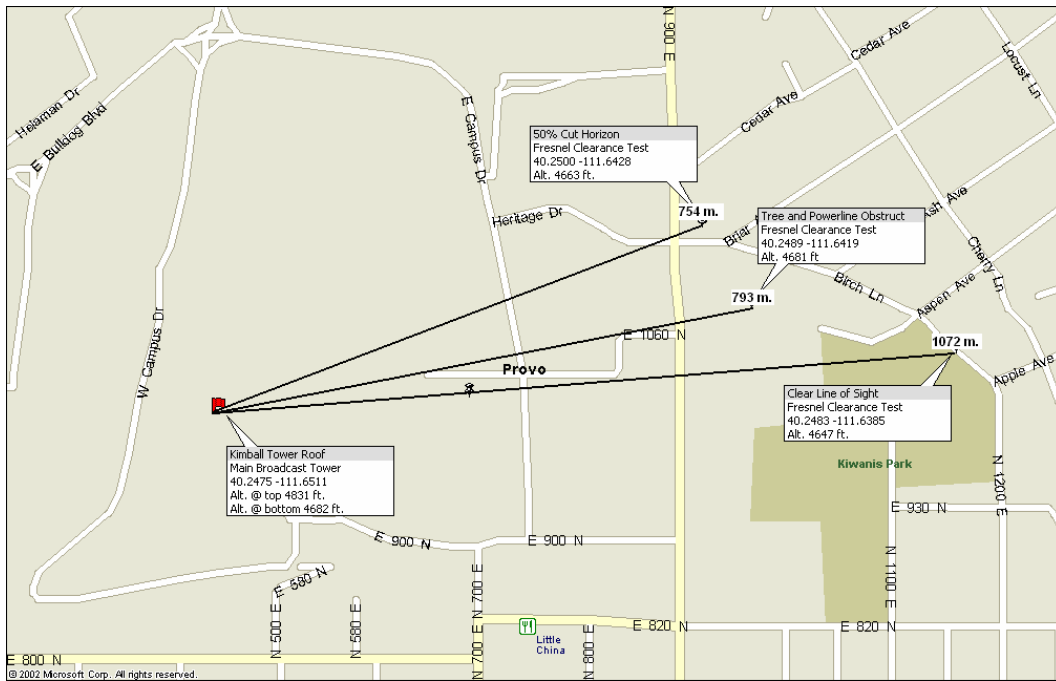 N 900 E
Cedar Ave
Locust Ln
Helaman Dr
E Bulldog Blvd
E Campus Dr
Cedar Ave
50% Cut Horizon
Fresnel Clearance Test
40.2500 -111.6428
Alt. 4663 ft.
754 m.
Heritage Dr
Briar
Tree and Powerline Obstruct
Fresnel Clearance Test
40.2489 -111.6419
Alt. 4681 ft
Ash Ave
Cherry Ln
793 m.
Birch Ln
Aspen Ave
E 1060 N
1072 m.
W Campus Dr
Provo
Apple Ave
Clear Line of Sight
Fresnel Clearance Test
40.2483 -111.6385
Alt. 4647 ft.
Kimball Tower Roof
Main Broadcast Tower
40.2475 -111.6511
Alt. @ top 4831 ft.
Alt. @ bottom 4682 ft.
Kiwanis Park
N 1200 E
E 930 N
E 900 N
E 900 N
E 580 N
N 500 E
N 580 E
N 700 E
N 1100 E
E 820 N
E 820 N
Little
China
N 700 E
N 800 E
E 800 N
© 2002 Microsoft Corp. All rights reserved.